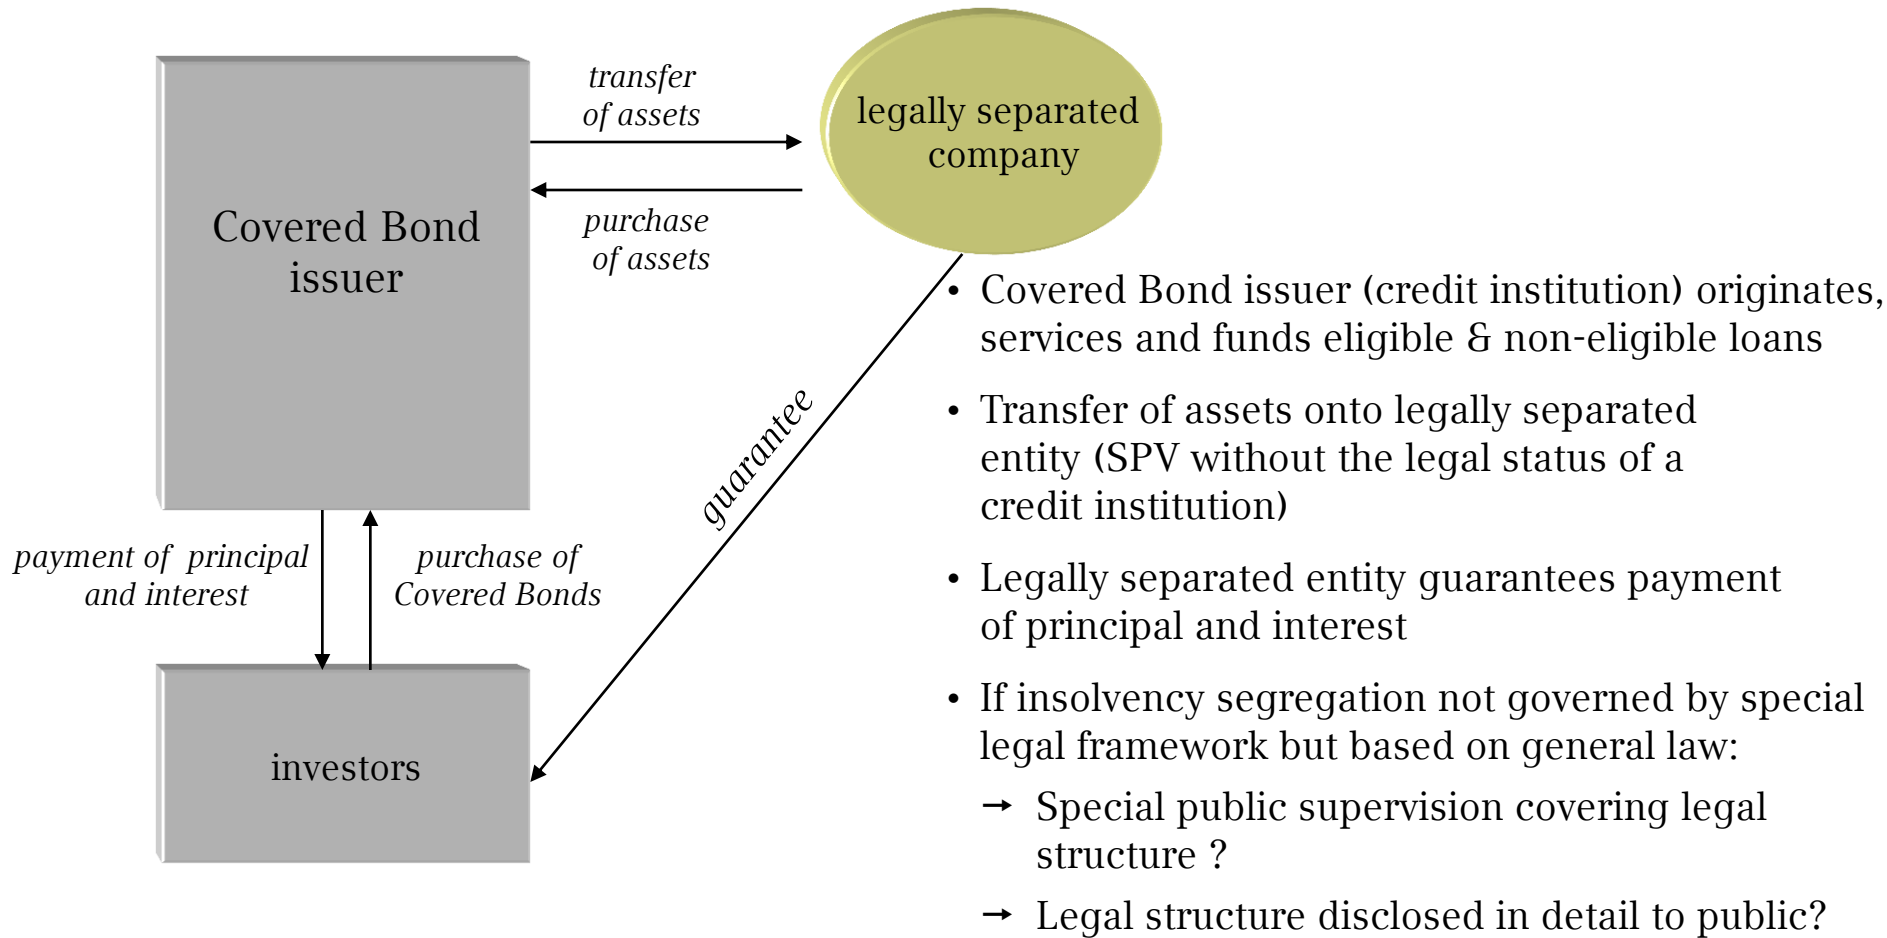 transfer
of assets
legally separated
company
Covered Bond
issuer
purchase
of assets
guarantee
payment of principal
and interest
purchase of
Covered Bonds
investors
• Covered Bond issuer (credit institution) originates,
services and funds eligible & non-eligible loans
• Transfer of assets onto legally separated
entity (SPV without the legal status of a
credit institution)
• Legally separated entity guarantees payment
of principal and interest
• If insolvency segregation not governed by special
legal framework but based on general law:
→ Special public supervision covering legal
structure ?
→ Legal structure disclosed in detail to public?